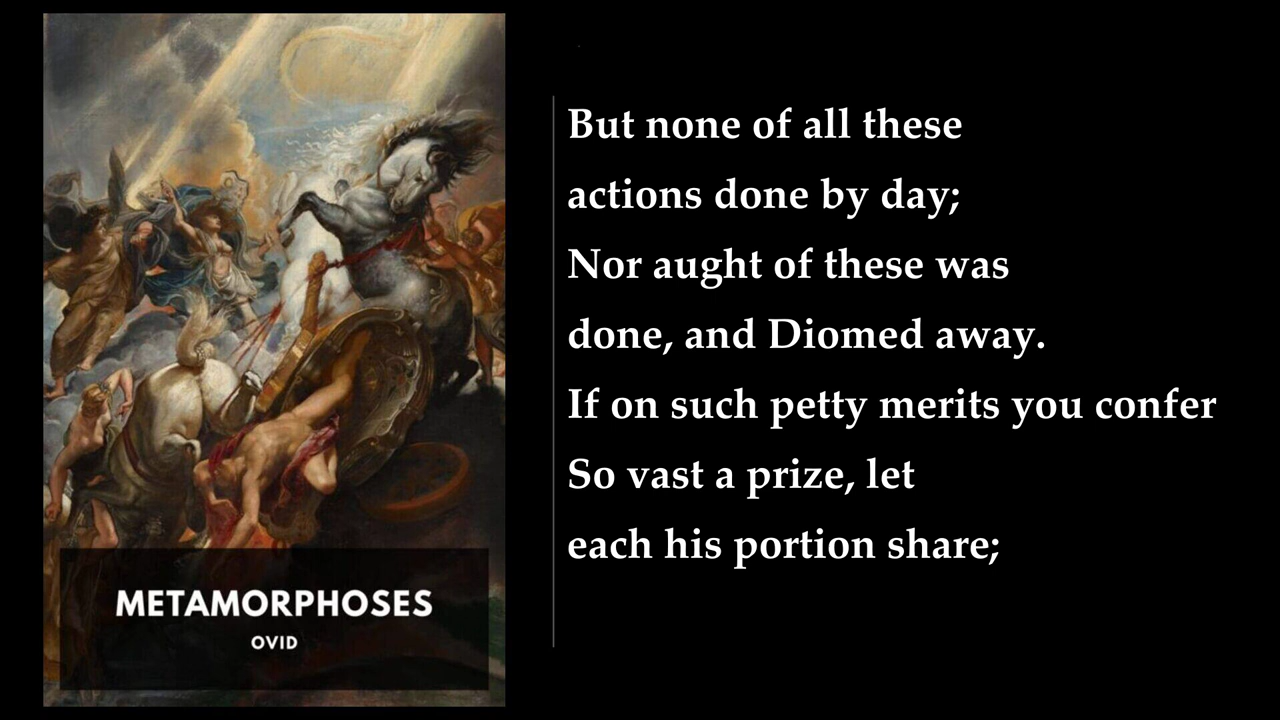 METAMORPHOSES
OVID
But none of all these
actions done by day;
Nor aught of these was
done, and Diomed away.
If on such petty merits you confer
So vast a prize, let
each his portion share;